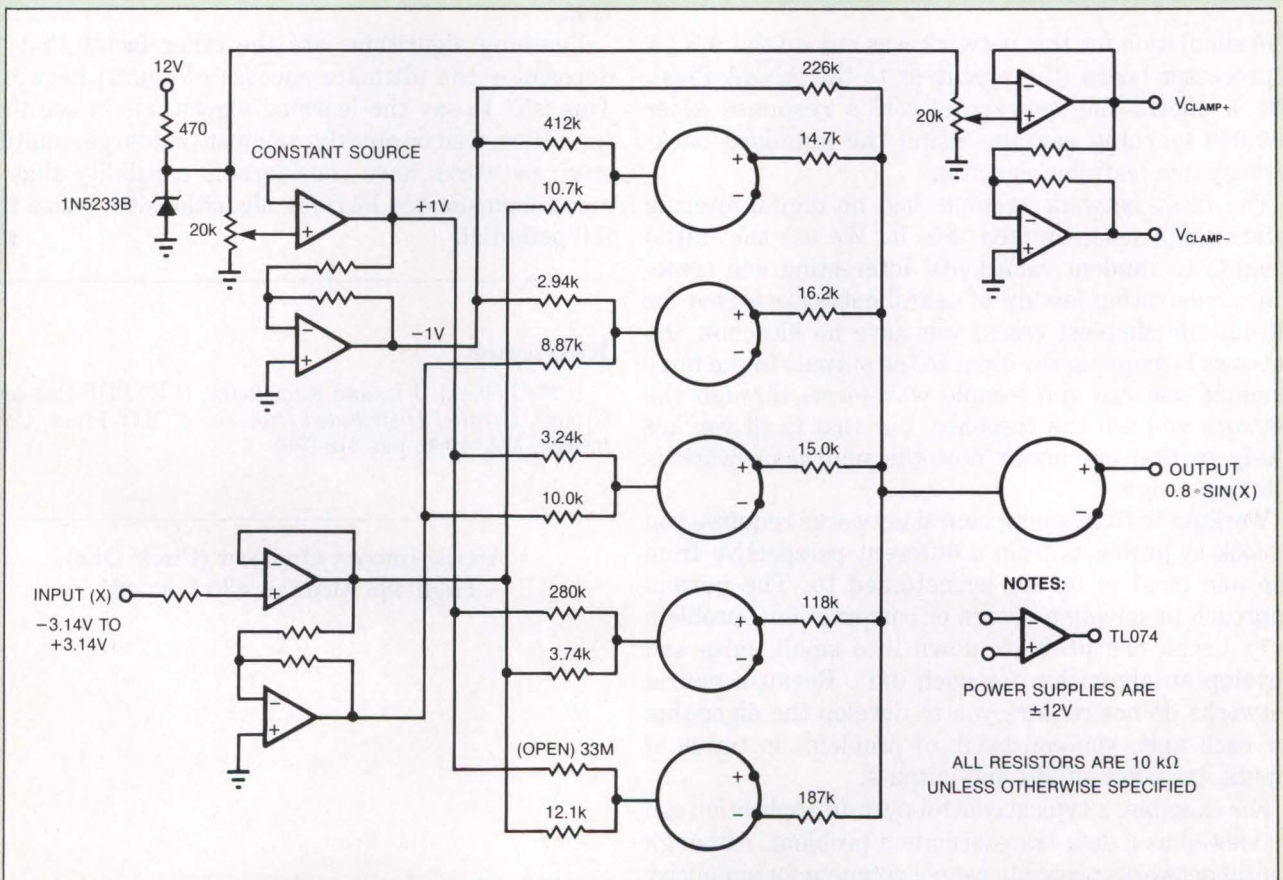 12V
470
1N5233B
20k
CONSTANT SOURCE
+
+1V
−1V
INPUT (X)
−3.14V TO
+3.14V
412k
10.7k
2.94k
8.87k
3.24k
10.0k
280k
3.74k
(OPEN) 33M
12.1k
226k
14.7k
16.2k
15.0k
118k
187k
20k
VCLAMP+
VCLAMP−
OUTPUT
0.8 • SIN(X)
NOTES:
TL074
POWER SUPPLIES ARE
±12V
ALL RESISTORS ARE 10 kΩ
UNLESS OTHERWISE SPECIFIED